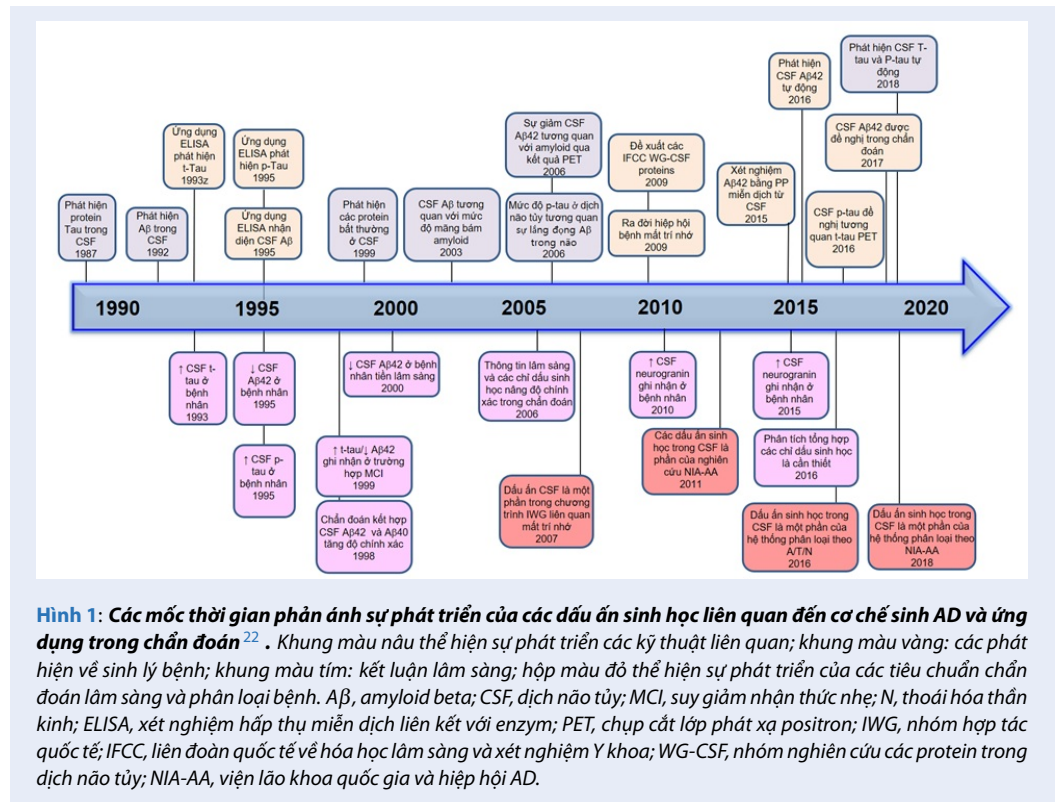 Phát hiện
protein
Tau trong
CSF
1987
Phát hiện
Aβ trong
CSF
1992
Ứng dụng
ELISA
phát hiện
t-Tau
1993z
Ứng dụng
ELISA phát
hiện p-Tau
1995
Ứng dụng
ELISA nhận
diện CSF Aβ
1995
Phát hiện
các protein
bất thường
ở CSF
1999
CSF Aβ tương
quan với mức
độ mãng bám
amyloid
2003
Sự giảm CSF
Aβ42 tương quan
với amyloid qua
kết quả PET
2006
Mức độ p-tau ở dịch
não tủy tương quan
sự lắng đọng Aβ
trong não
2006
Đề xuất các
IFCC WG-CSF
proteins
2009
Ra đời hiệp hội
bệnh mất trí nhớ
2009
Xét nghiệm
Aβ42 bằng PP
miễn dịch từ
CSF
2015
Phát hiện
CSF Aβ42
tự động
2016
Phát hiện CSF T-
tau và P-tau tự
động
2018
CSF Aβ42 được
đề nghị trong chẩn
đoán
2017
CSF p-tau đề
nghị tương
quan t-tau PET
2016
1990 1995 2000 2005 2010 2015 2020
↑ CSF t-
tau ở
bệnh
nhân
1993
↓ CSF
Aβ42 ở
bệnh nhân
1995
↑ CSF p-
tau ở
bệnh nhân
1995
↓ CSF Aβ42 ở bệnh
nhân tiền lâm sàng
2000
↑ t-tau/↓ Aβ42
ghi nhận ở trường
hợp MCI
1999
Chẩn đoán kết hợp
CSF Aβ42 và Aβ40
tăng độ chính xác
1998
Thông tin lâm sàng
và các chỉ dấu sinh
học nâng độ chính
xác trong chẩn đoán
2006
Dấu ấn CSF là một
phần trong chương
trình IWG liên quan
mất trí nhớ
2007
↑ CSF
neurogranin
ghi nhận ở
bệnh nhân
2010
Các dấu ấn sinh
học trong CSF là
phần của nghiên
cứu NIA-AA
2011
↑ CSF
neurogranin
ghi nhận ở
bệnh nhân
2015
Phân tích tổng hợp
các chỉ dấu sinh học
là cần thiết
2016
Dấu ấn sinh học trong
CSF là một phần của
hệ thống phân loại theo
A/T/N
2016
Dấu ấn sinh học trong
CSF là một phần của
hệ thống phân loại theo
NIA-AA
2018
Hình 1: Các mốc thời gian phản ánh sự phát triển của các dấu ấn sinh học liên quan đến cơ chế sinh AD và ứng
dụng trong chẩn đoán 22 . Khung màu nâu thể hiện sự phát triển các kỹ thuật liên quan; khung màu vàng: các phát
hiện về sinh lý bệnh; khung màu tím: kết luận lâm sàng; hộp màu đỏ thể hiện sự phát triển của các tiêu chuẩn chẩn
đoán lâm sàng và phân loại bệnh. Aβ, amyloid beta; CSF, dịch não tủy; MCI, suy giảm nhận thức nhẹ; N, thoái hóa thần
kinh; ELISA, xét nghiệm hấp thụ miễn dịch liên kết với enzym; PET, chụp cắt lớp phát xạ positron; IWG, nhóm hợp tác
quốc tế; IFCC, liên đoàn quốc tế về hóa học lâm sàng và xét nghiệm Y khoa; WG-CSF, nhóm nghiên cứu các protein trong
dịch não tủy; NIA-AA, viện lão khoa quốc gia và hiệp hội AD.